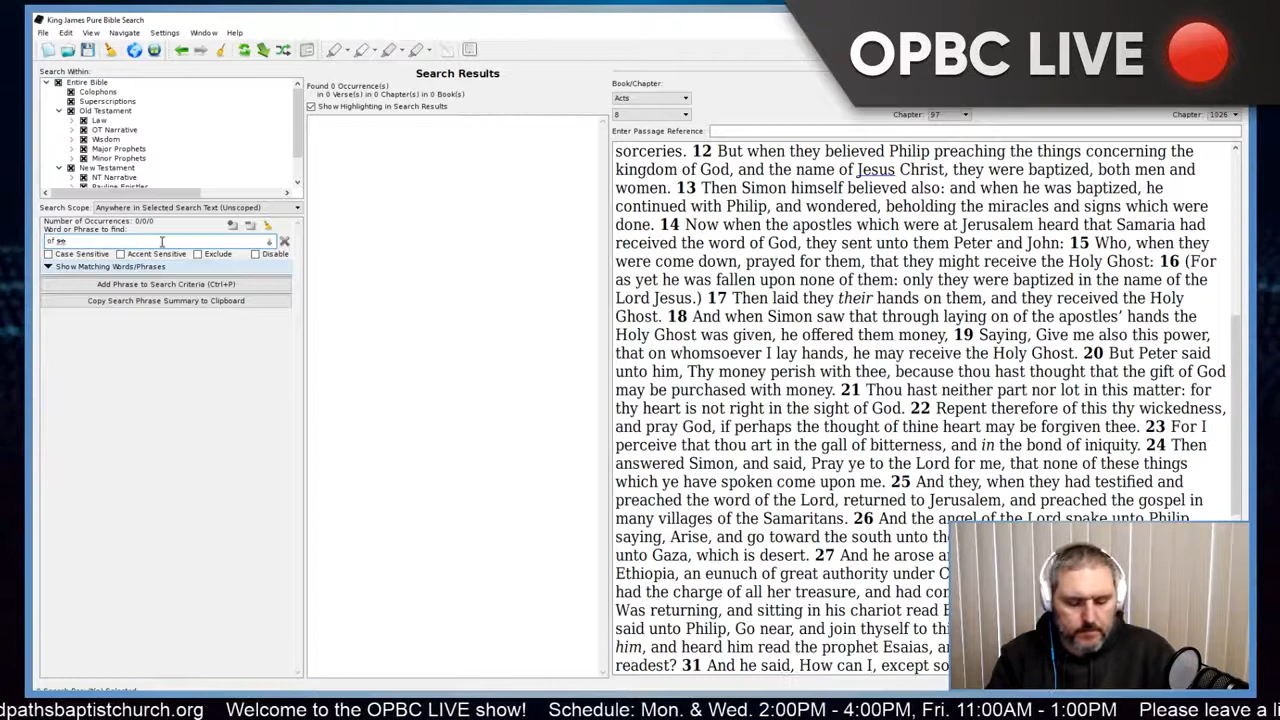 King James Pure Bible Search
OPBC LIVE
File Edit View Navigate Settings Window Help
Search Within:
Entire Bible
Colophons
Superscriptions
Old Testament
Law
OT Narrative
Wisdom
Major Prophets
Minor Prophets
New Testament
NT Narrative
Pauline Epistles
Search Scope: Anywhere in Selected Search Text (Unscoped)
Number of Occurrences: 0/0/0
Word or Phrase to find:
of se
Case Sensitive Accent Sensitive Exclude Disable
Show Matching Words/Phrases
Add Phrase to Search Criteria (Ctrl+P)
Copy Search Phrase Summary to Clipboard
Search Results
Found 0 Occurrence(s)
in 0 Verse(s) in 0 Chapter(s) in 0 Book(s)
Show Highlighting in Search Results
Book/Chapter:
Acts
8 Chapter: 97 Chapter: 1026
Enter Passage Reference:
sorceries. 12 But when they believed Philip preaching the things concerning the
kingdom of God, and the name of Jesus Christ, they were baptized, both men and
women. 13 Then Simon himself believed also: and when he was baptized, he
continued with Philip, and wondered, beholding the miracles and signs which were
done. 14 Now when the apostles which were at Jerusalem heard that Samaria had
received the word of God, they sent unto them Peter and John: 15 Who, when they
were come down, prayed for them, that they might receive the Holy Ghost: 16 (For
as yet he was fallen upon none of them: only they were baptized in the name of the
Lord Jesus.) 17 Then laid they their hands on them, and they received the Holy
Ghost. 18 And when Simon saw that through laying on of the apostles’ hands the
Holy Ghost was given, he offered them money, 19 Saying, Give me also this power,
that on whomsoever I lay hands, he may receive the Holy Ghost. 20 But Peter said
unto him, Thy money perish with thee, because thou hast thought that the gift of God
may be purchased with money. 21 Thou hast neither part nor lot in this matter: for
thy heart is not right in the sight of God. 22 Repent therefore of this thy wickedness,
and pray God, if perhaps the thought of thine heart may be forgiven thee. 23 For I
perceive that thou art in the gall of bitterness, and in the bond of iniquity. 24 Then
answered Simon, and said, Pray ye to the Lord for me, that none of these things
which ye have spoken come upon me. 25 And they, when they had testified and
preached the word of the Lord, returned to Jerusalem, and preached the gospel in
many villages of the Samaritans. 26 And the angel of the Lord spake unto Philip,
saying, Arise, and go toward the south unto the
unto Gaza, which is desert. 27 And he arose a
Ethiopia, an eunuch of great authority under C
had the charge of all her treasure, and had co
Was returning, and sitting in his chariot read E
said unto Philip, Go near, and join thyself to thi
him, and heard him read the prophet Esaias, a
readest? 31 And he said, How can I, except so
dpathsbaptistchurch.org Welcome to the OPBC LIVE show! Schedule: Mon. & Wed. 2:00PM - 4:00PM, Fri. 11:00AM - 1:00PM Please leave a li